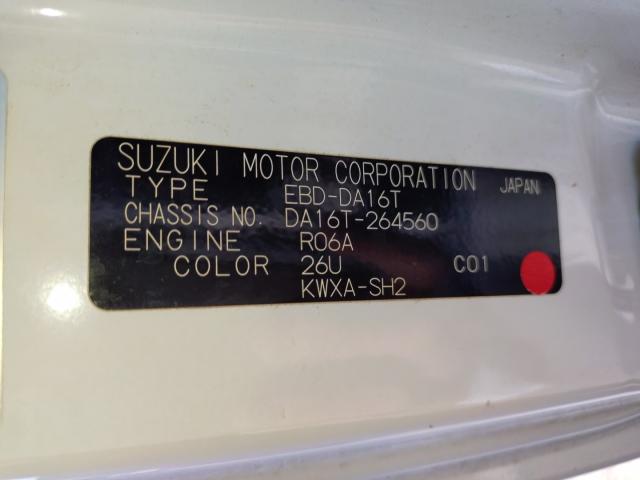 SUZUKI MOTOR CORPORATION JAPAN
TYPE EBD-DA16T
CHASSIS NO. DA16T-264560
ENGINE R06A
COLOR 26U C01
KWXA-SH2